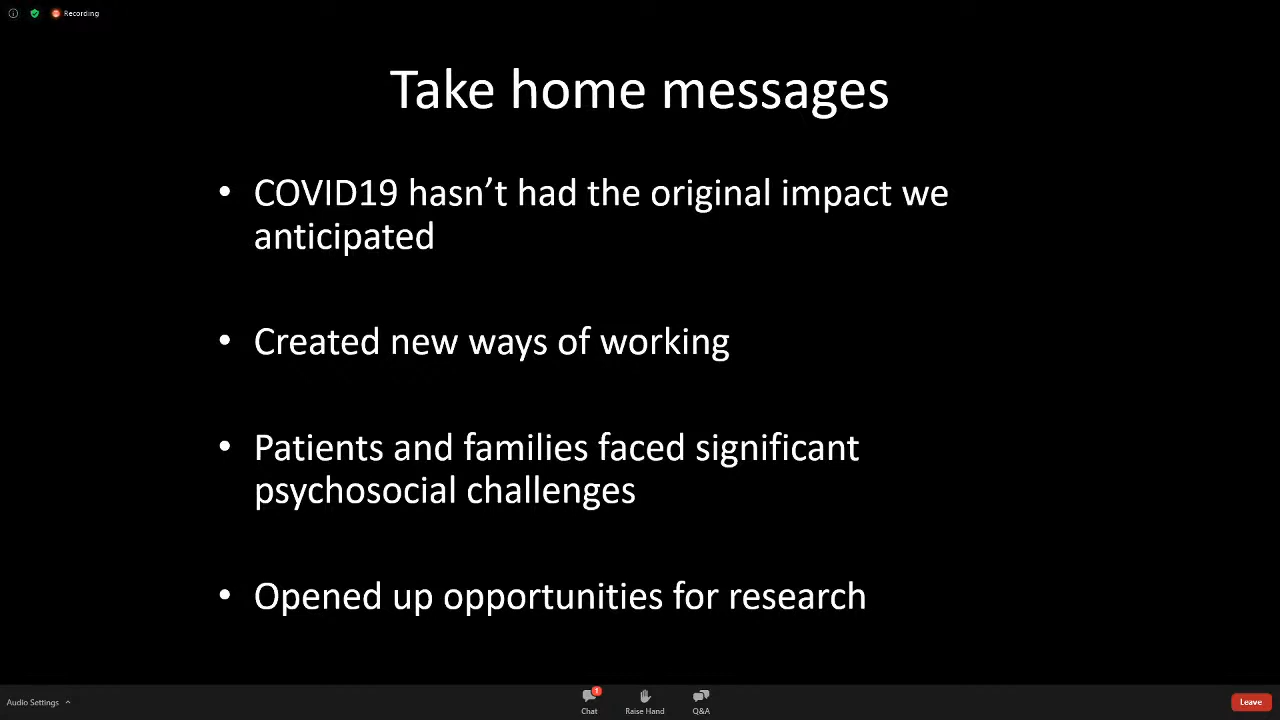 Recording
Take home messages
• COVID19 hasn’t had the original impact we
anticipated
• Created new ways of working
• Patients and families faced significant
psychosocial challenges
• Opened up opportunities for research
Audio Settings
1
Chat
Raise Hand
Q&A
Leave